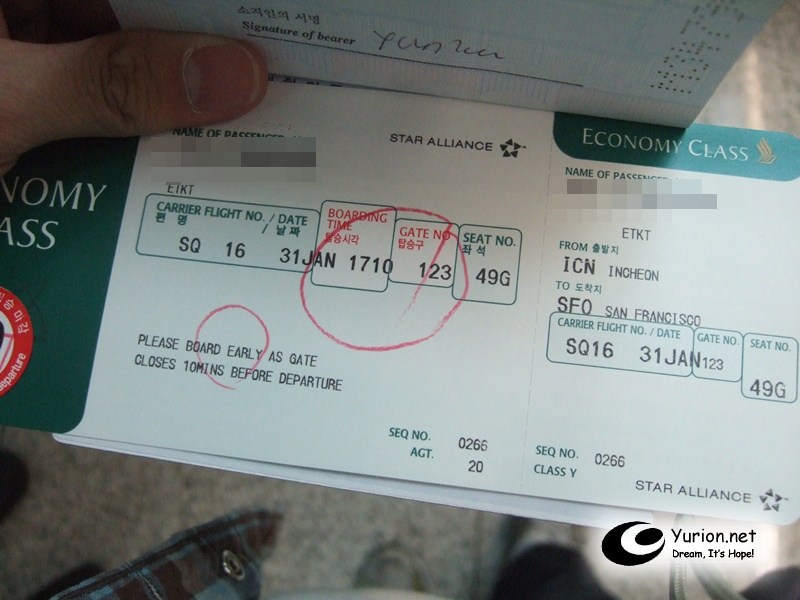 소지인의 서명
Signature of bearer
NAME OF PASSENGER
STAR ALLIANCE
ECONOMY CLASS
NOMY
ASS
ETKT
CARRIER FLIGHT NO. / DATE
편 명 / 날 짜
SQ 16 31JAN
BOARDING
TIME
탑승시각
1710
GATE NO
탑승구
123
SEAT NO.
좌 석
49G
PLEASE BOARD EARLY AS GATE
CLOSES 10MINS BEFORE DEPARTURE
SEQ NO. 0266
AGT. 20
NAME OF PASSENGER
ETKT
FROM 출발지
ICN INCHEON
TO 도착지
SFO SAN FRANCISCO
CARRIER FLIGHT NO. / DATE
SQ16 31JAN
GATE NO.
123
SEAT NO.
49G
SEQ NO. 0266
CLASS Y
STAR ALLIANCE
Yurion.net
Dream, It's Hope!